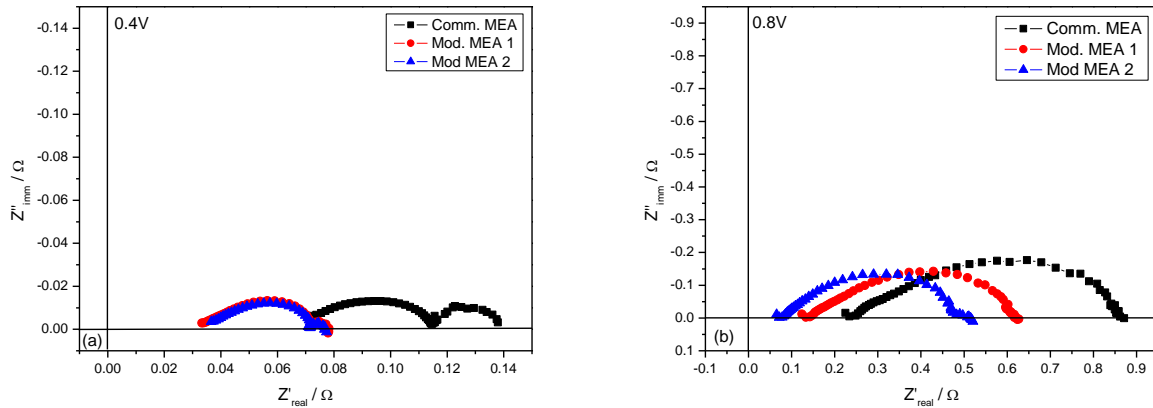 0.4V
Comm. MEA
Mod. MEA 1
Mod MEA 2
-0.14
-0.12
-0.10
-0.08
-0.06
-0.04
-0.02
0.00
Z''imm / Ω
(a)
0.00 0.02 0.04 0.06 0.08 0.10 0.12 0.14
Z'real / Ω
0.8V
Comm. MEA
Mod. MEA 1
Mod MEA 2
-0.9
-0.8
-0.7
-0.6
-0.5
-0.4
-0.3
-0.2
-0.1
0.0
0.1
Z''imm / Ω
(b)
-0.1 0.0 0.1 0.2 0.3 0.4 0.5 0.6 0.7 0.8 0.9
Z'real / Ω